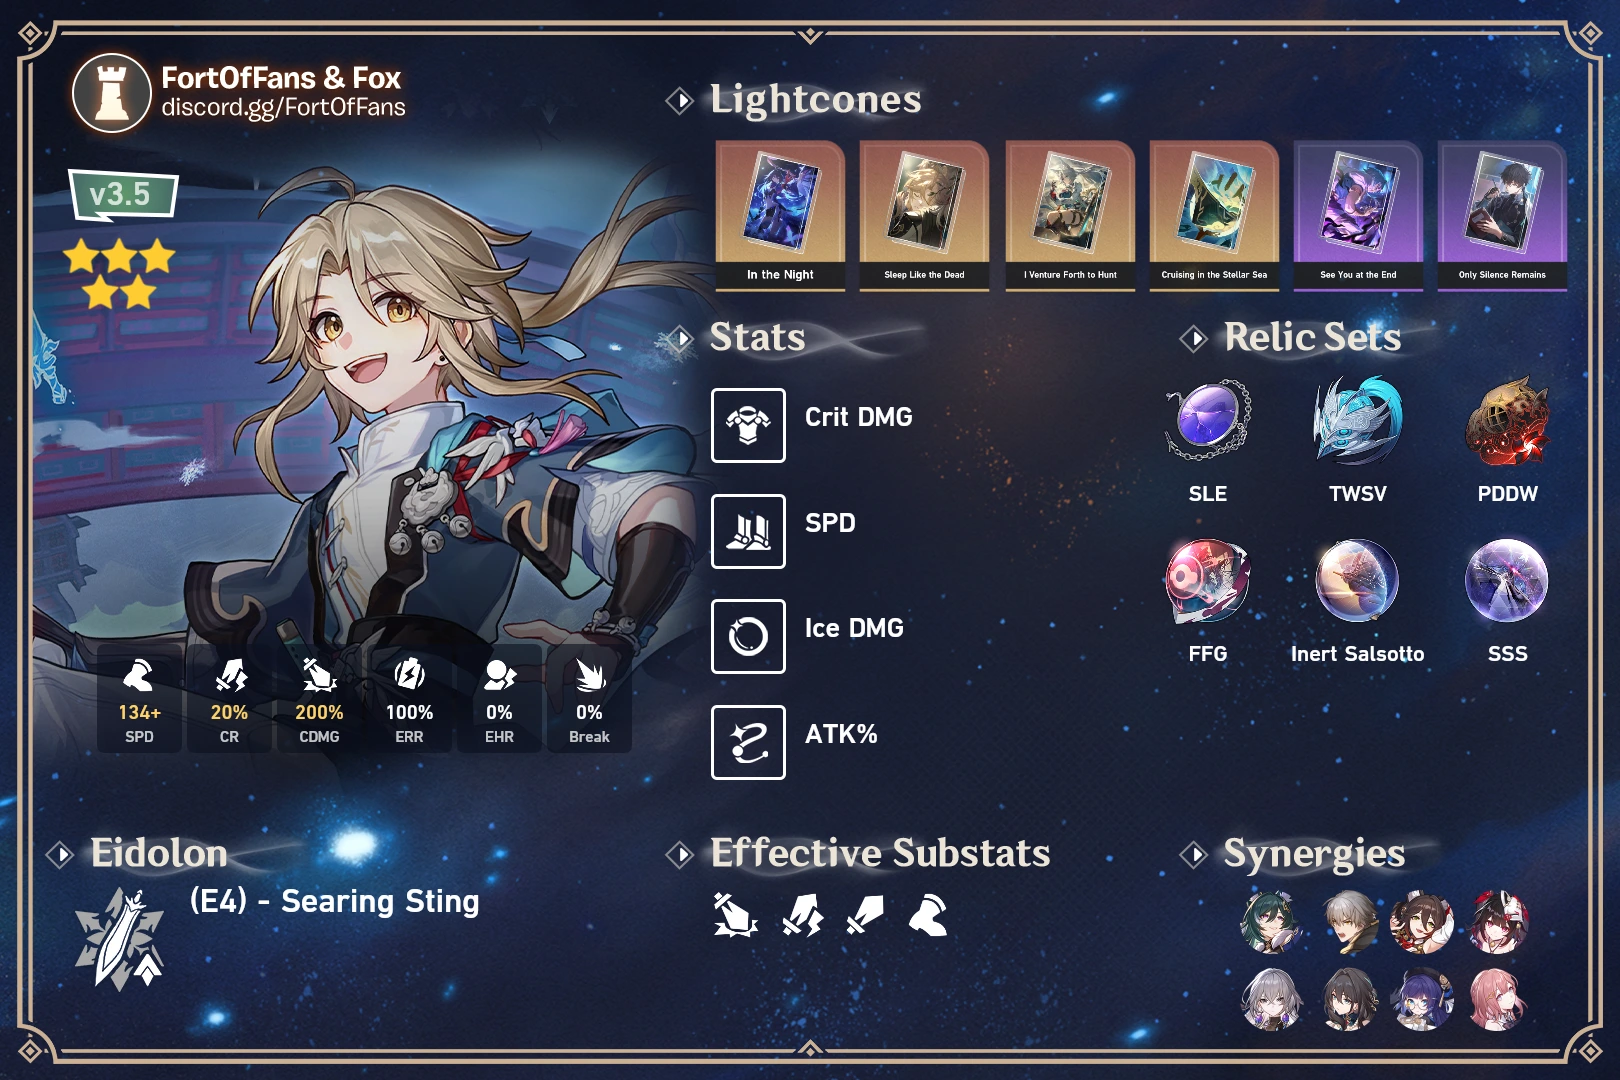 FortOfFans & Fox
discord.gg/FortOfFans
v3.5
134+ 20% 200% 100% 0% 0%
SPD CR CDMG ERR EHR Break
Lightcones
In the Night
Sleep Like the Dead
I Venture Forth to Hunt
Cruising in the Stellar Sea
See You at the End
Only Silence Remains
Stats
Crit DMG
SPD
Ice DMG
ATK%
Relic Sets
SLE TWSV PDDW
FFG Inert Salsotto SSS
Eidolon
(E4) - Searing Sting
Effective Substats
Synergies